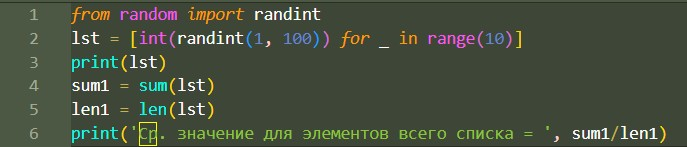 1 from random import randint
2 lst = [int(randint(1, 100)) for _ in range(10)]
3 print(lst)
4 sum1 = sum(lst)
5 len1 = len(lst)
6 print('Ср. значение для элементов всего списка = ', sum1/len1)